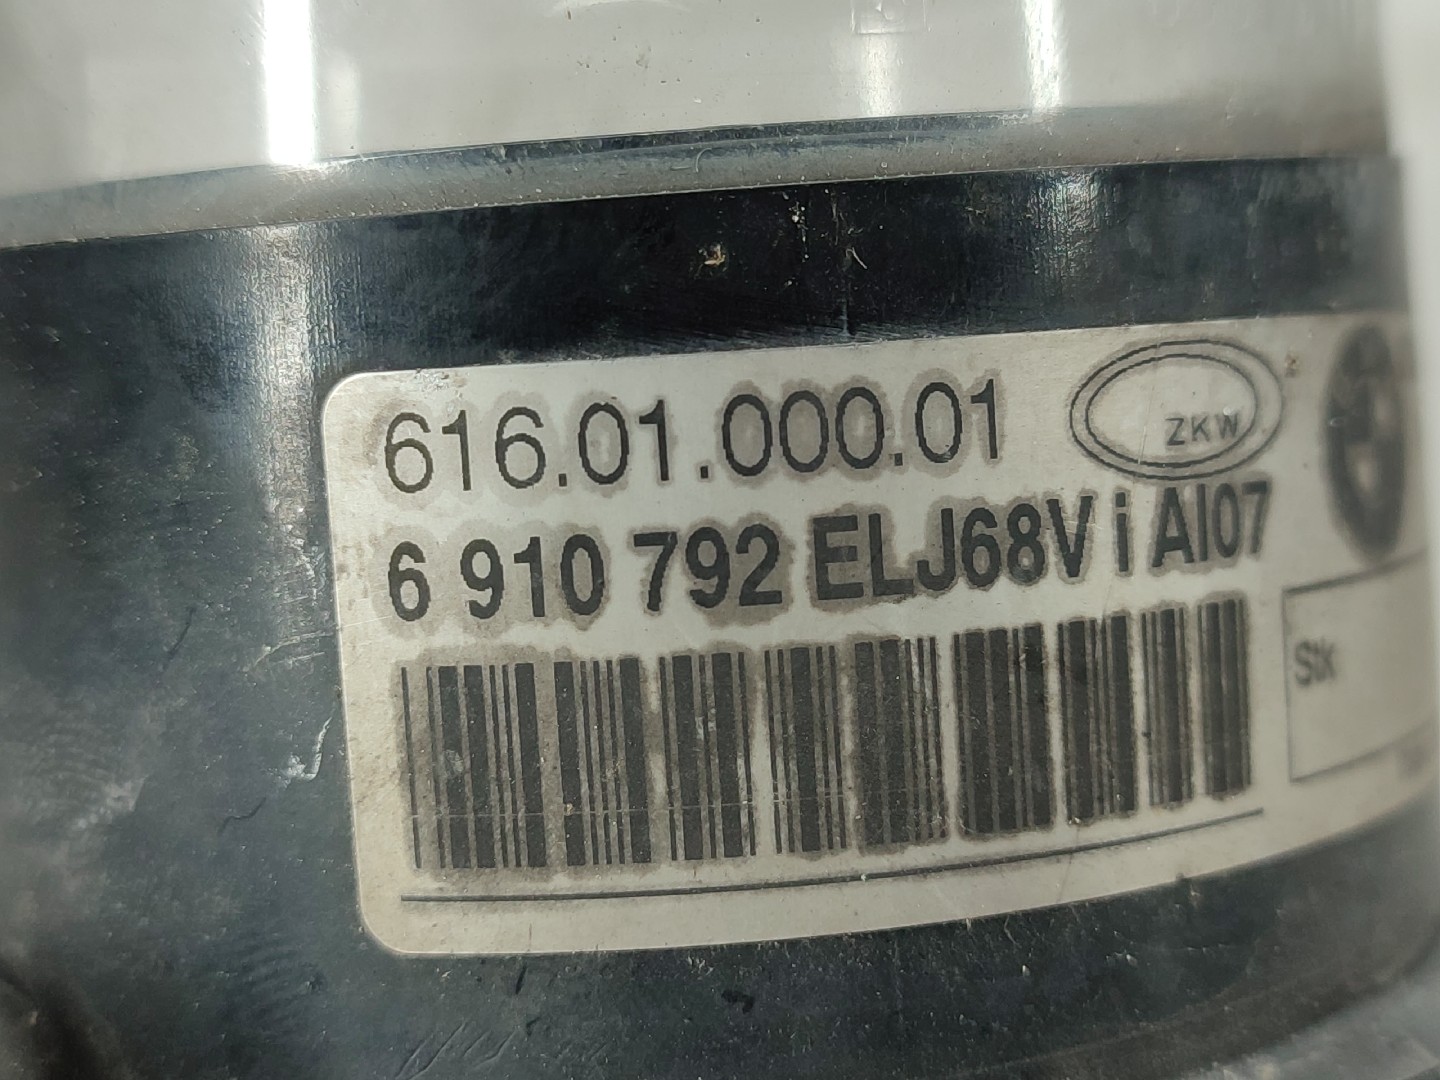 616.01.000.01
ZKW
6 910 792 ELJ68V i AI07
Stk